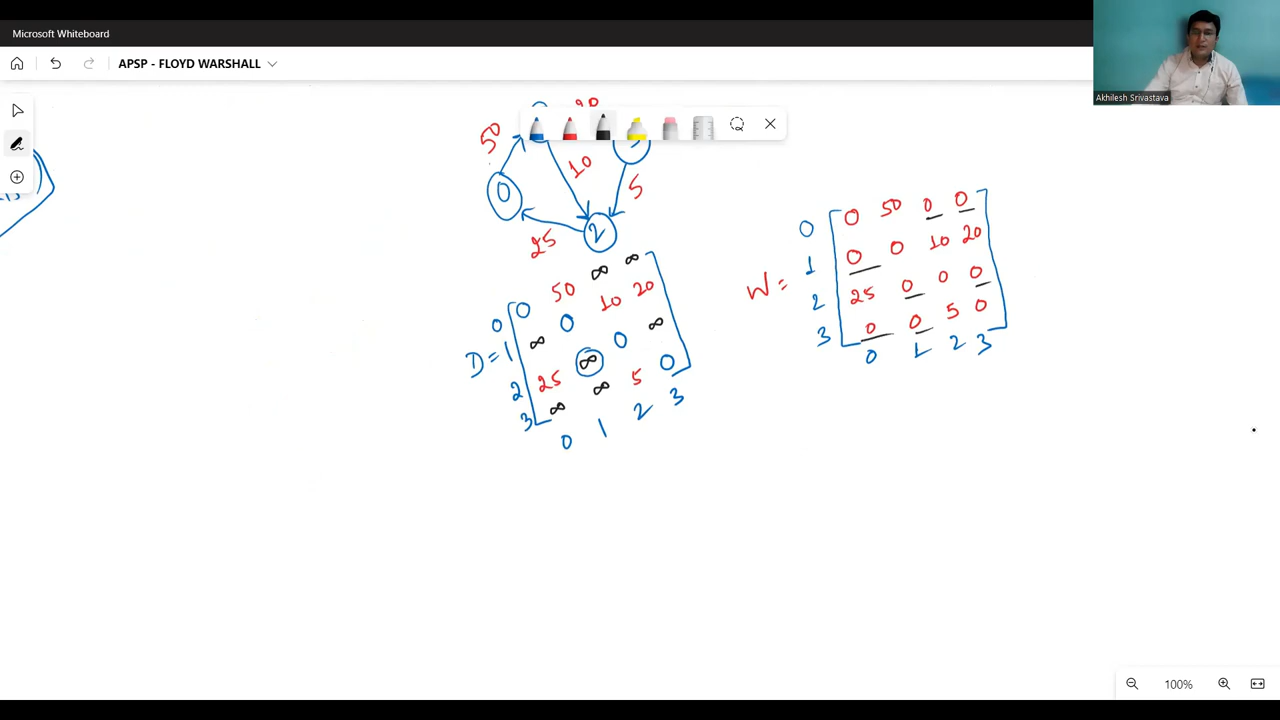 Microsoft Whiteboard
APSP - FLOYD WARSHALL
Akhilesh Srivastava
50
10
5
0
2
25
D =
0 0 50 ∞ ∞
1 ∞ 0 10 20
2 25 ∞ 0 ∞
3 ∞ ∞ 5 0
0 1 2 3
W =
0 0 50 0 0
1 0 0 10 20
2 25 0 0 0
3 0 0 5 0
0 1 2 3
100%